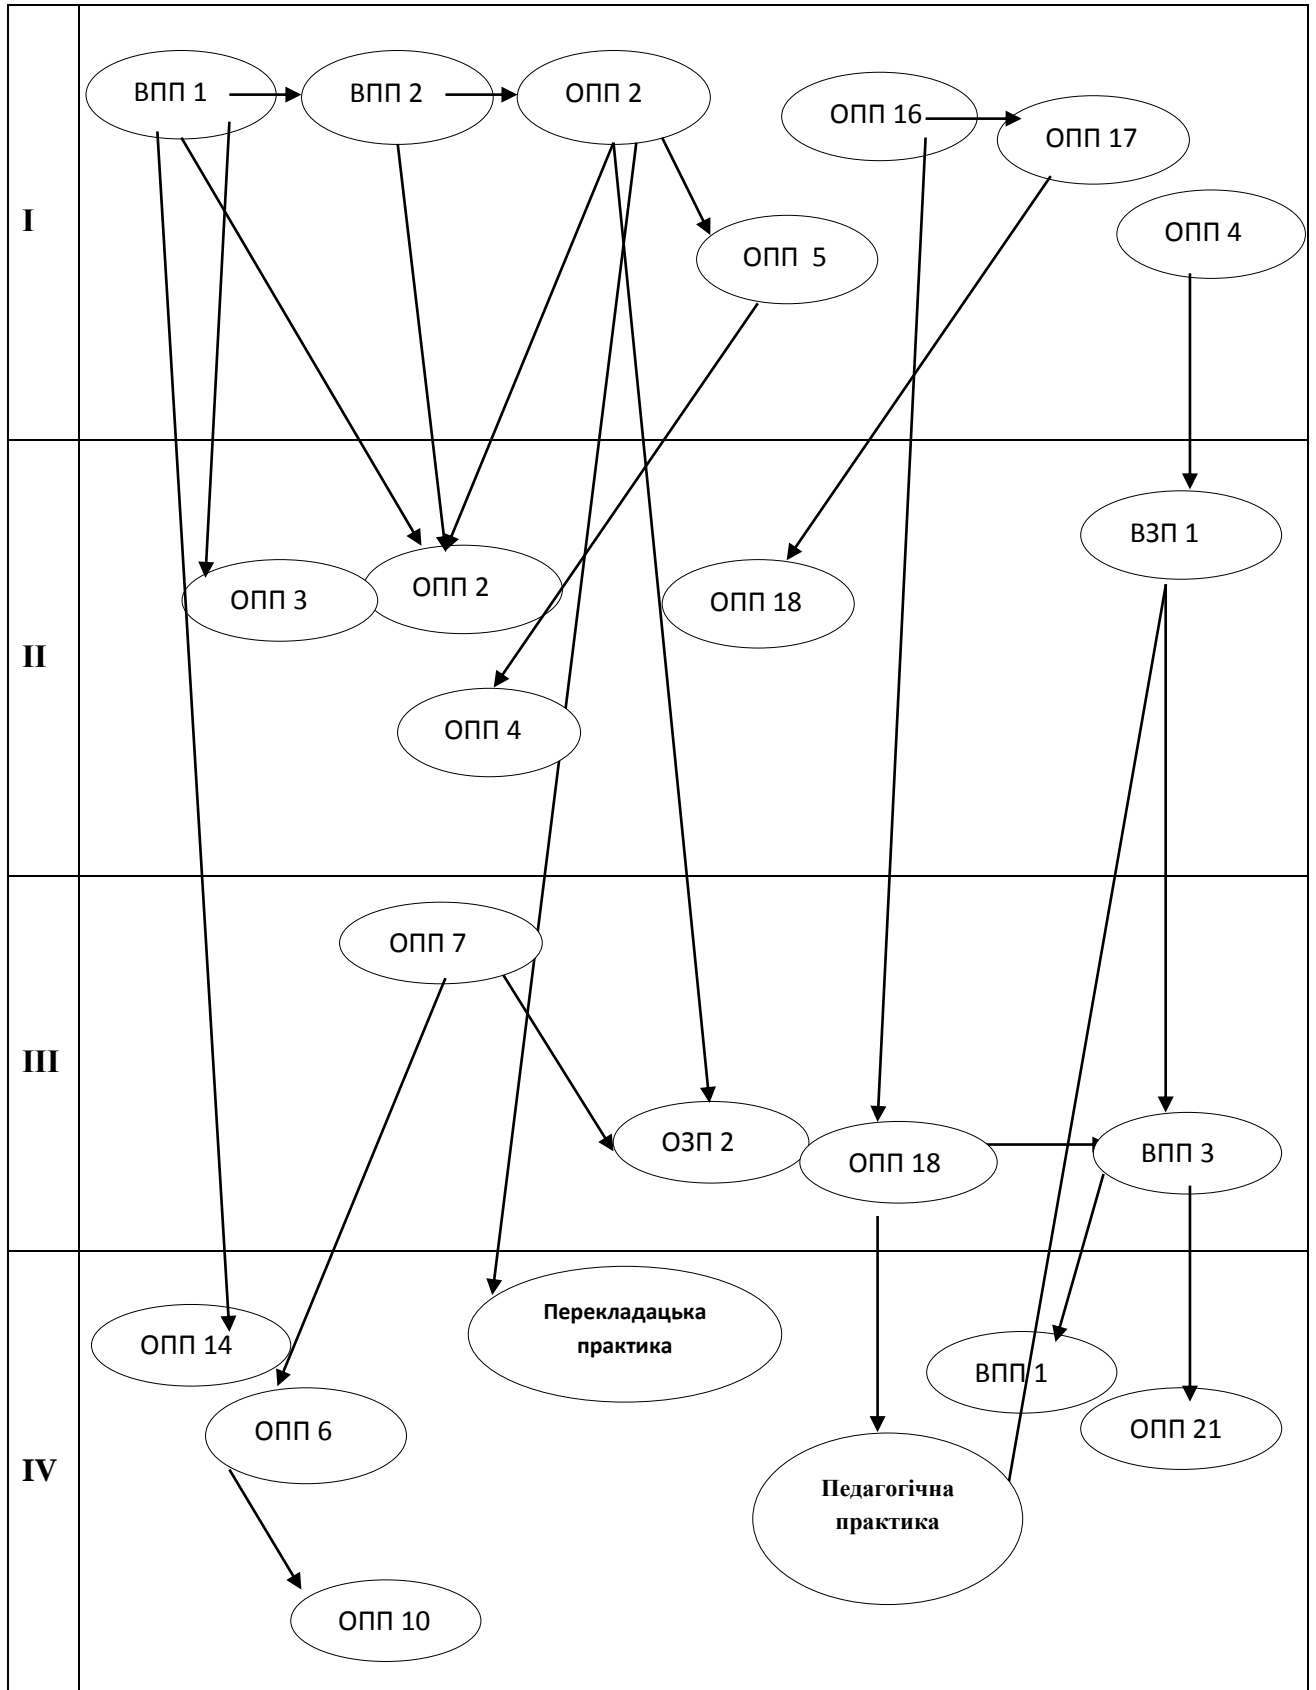 I
ВПП 1
ВПП 2
ОПП 2
ОПП 16
ОПП 17
ОПП 4
ОПП 5
II
ВЗП 1
ОПП 3
ОПП 2
ОПП 18
ОПП 4
III
ОПП 7
ОЗП 2
ОПП 18
ВПП 3
IV
ОПП 14
Перекладацька
практика
ВПП 1
ОПП 6
ОПП 21
Педагогічна
практика
ОПП 10